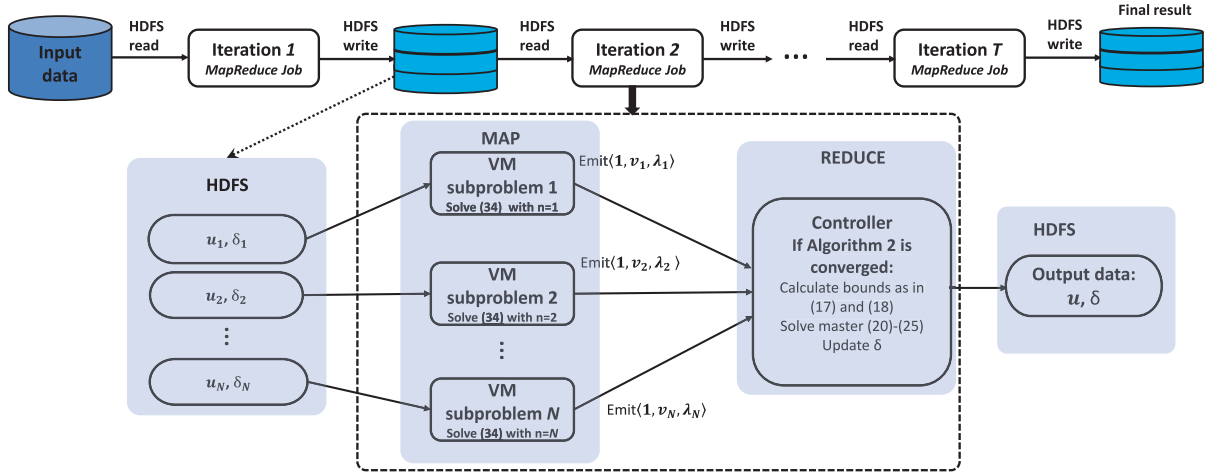 Input
data
HDFS
read
Iteration 1
MapReduce Job
HDFS
write
HDFS
read
Iteration 2
MapReduce Job
HDFS
write
⋯
HDFS
read
Iteration T
MapReduce Job
HDFS
write
Final result
HDFS
u₁, δ₁
u₂, δ₂
⋮
u_N, δ_N
MAP
VM
subproblem 1
Solve (34) with n=1
VM
subproblem 2
Solve (34) with n=2
⋮
VM
subproblem N
Solve (34) with n=N
Emit⟨1, v₁, λ₁⟩
Emit⟨1, v₂, λ₂ ⟩
Emit⟨1, v_N, λ_N⟩
REDUCE
Controller
If Algorithm 2 is
converged:
Calculate bounds as in
(17) and (18)
Solve master (20)-(25)
Update δ
HDFS
Output data:
u, δ